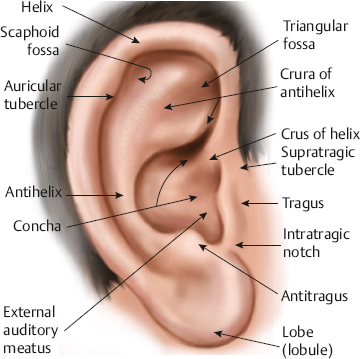 Helix
Scaphoid
fossa
Auricular
tubercle
Antihelix
Concha
External
auditory
meatus
Triangular
fossa
Crura of
antihelix
Crus of helix
Supratragic
tubercle
Tragus
Intratragic
notch
Antitragus
Lobe
(lobule)